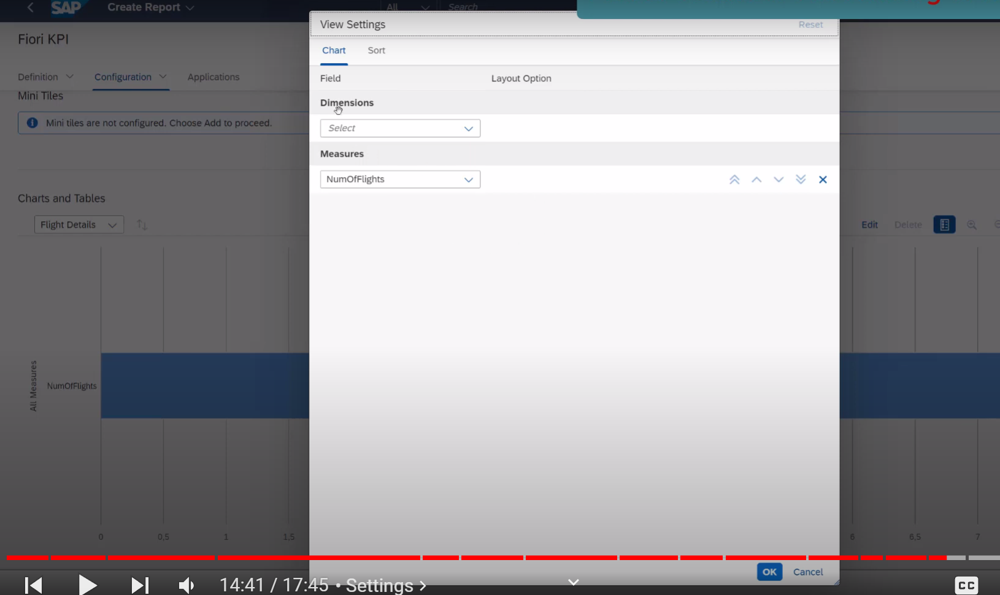 SAP
Create Report
All
Search
View Settings
Reset
Fiori KPI
Chart
Sort
Definition
Configuration
Applications
Field
Layout Option
Mini Tiles
Dimensions
Mini tiles are not configured. Choose Add to proceed.
Select
Measures
NumOfFlights
Charts and Tables
Flight Details
Edit
Delete
All Measures
NumOfFlights
0
0,5
1
1,5
6
6,5
7
OK
Cancel
14:41 / 17:45 • Settings
CC